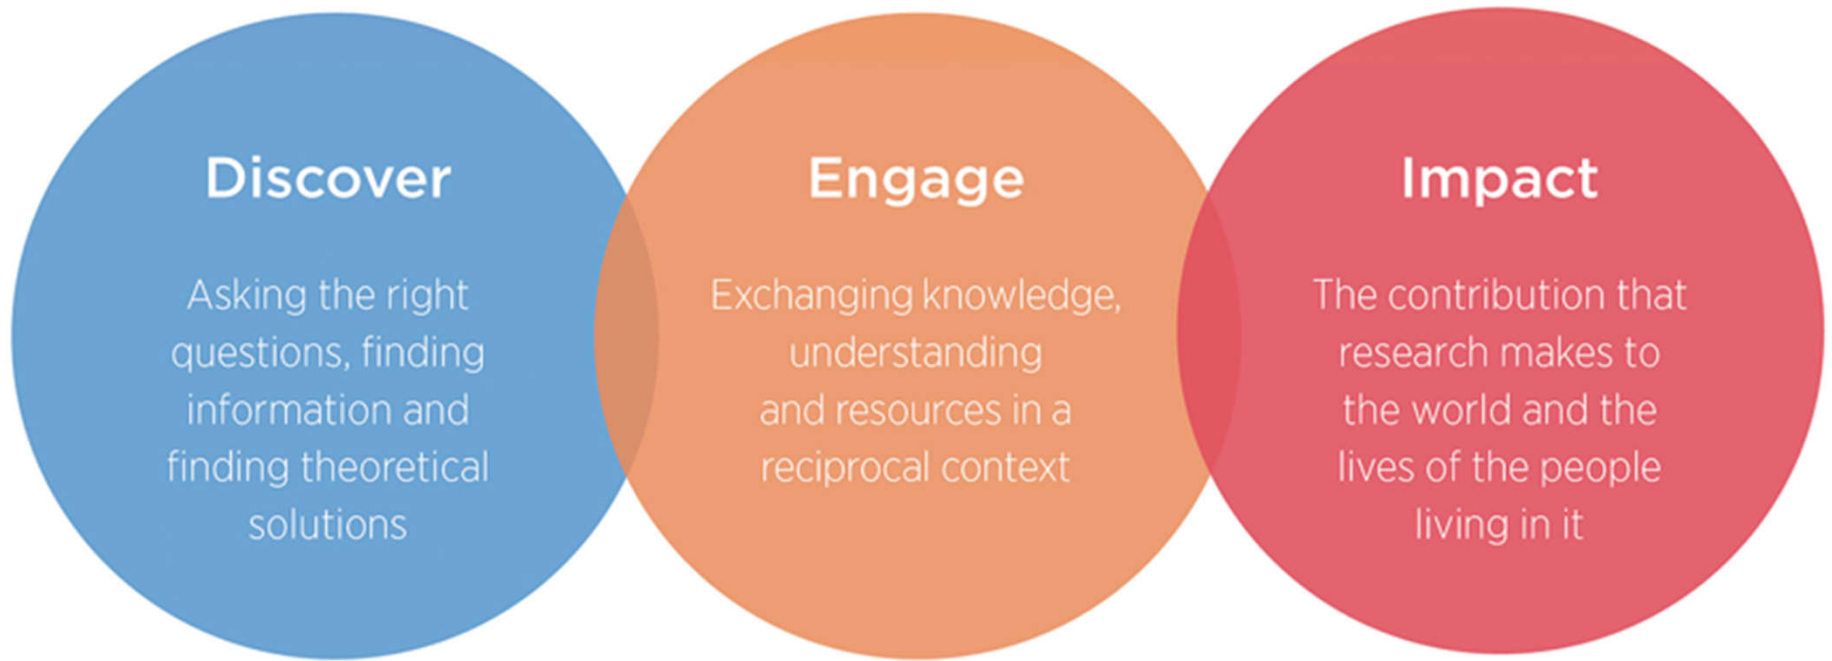 Discover
Asking the right
questions, finding
information and
finding theoretical
solutions
Engage
Exchanging knowledge,
understanding
and resources in a
reciprocal context
Impact
The contribution that
research makes to
the world and the
lives of the people
living in it